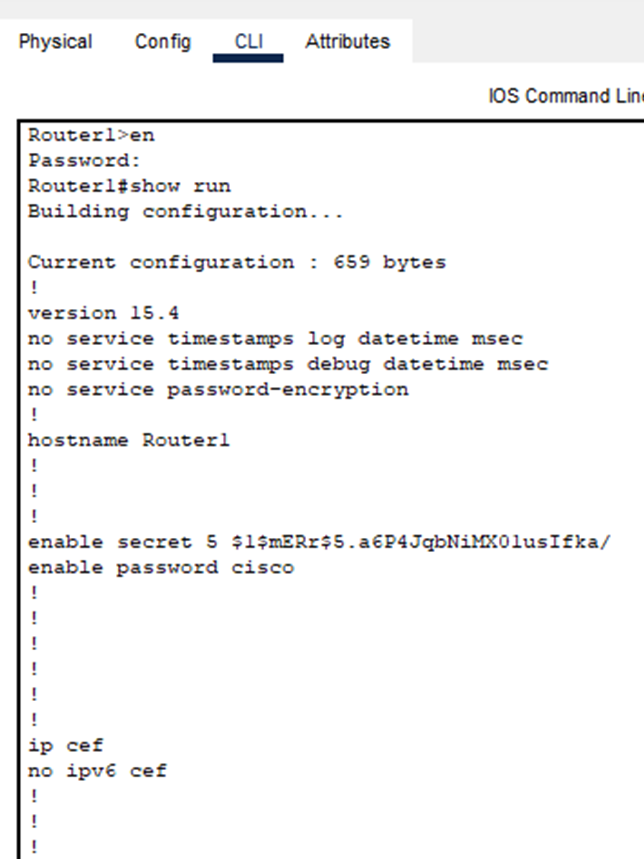 Physical Config CLI Attributes
IOS Command Line
Router1>en
Password:
Router1#show run
Building configuration...
Current configuration : 659 bytes
!
version 15.4
no service timestamps log datetime msec
no service timestamps debug datetime msec
no service password-encryption
!
hostname Router1
!
!
!
enable secret 5 $1$mERr$5.a6P4JqbNiMX01usIfka/
enable password cisco
!
!
!
!
!
!
ip cef
no ipv6 cef
!
!
!